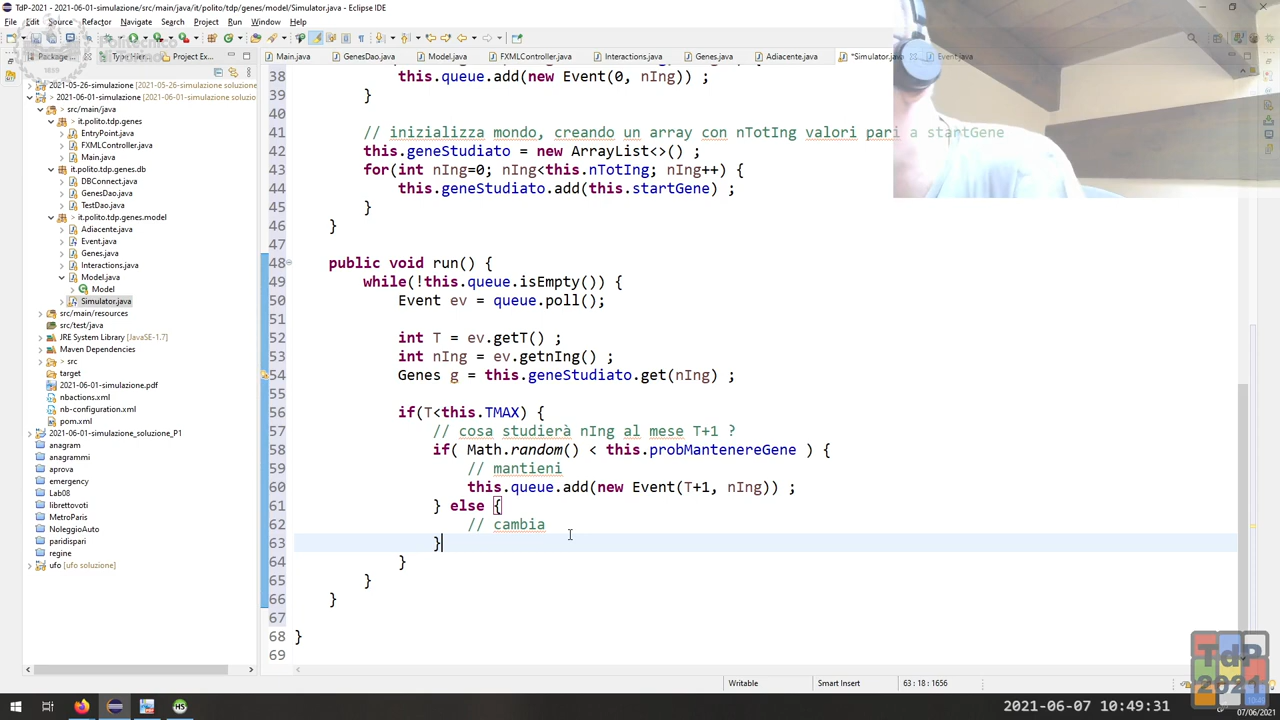 TdP-2021 - 2021-06-01-simulazione/src/main/java/it/polito/tdp/genes/model/Simulator.java - Eclipse IDE
File Edit Source Refactor Navigate Search Project Run Window Help
Project Ex...
Main.java
GenesDao.java
Model.java
FXMLController.java
Interactions.java
Genes.java
Adiacente.java
*Simulator.java
Event.java
2021-05-26-simulazione (2021-05-26-simulazione soluzione
> 2021-06-01-simulazione (2021-06-01-simulazione soluzio
src/main/java
it.polito.tdp.genes
EntryPoint.java
FXMLController.java
Main.java
it.polito.tdp.genes.db
DBConnect.java
GenesDao.java
TestDao.java
it.polito.tdp.genes.model
Adiacente.java
Event.java
Genes.java
Interactions.java
Model.java
Model
Simulator.java
> src/main/resources
src/test/java
JRE System Library [JavaSE-1.7]
Maven Dependencies
> src
target
2021-06-01-simulazione.pdf
nbactions.xml
nb-configuration.xml
pom.xml
2021-06-01-simulazione_soluzione_P1
anagram
anagrammi
aprova
emergency
Lab08
librettovoti
MetroParis
NoleggioAuto
paridispari
regine
ufo [ufo soluzione]
38 this.queue.add(new Event(0, nIng)) ;
39 }
40
41 // inizializza mondo, creando un array con nTotIng valori pari a startGene
42 this.geneStudiato = new ArrayList<>() ;
43 for(int nIng=0; nIng<this.nTotIng; nIng++) {
44 this.geneStudiato.add(this.startGene) ;
45 }
46 }
47
48 public void run() {
49 while(!this.queue.isEmpty()) {
50 Event ev = queue.poll();
51
52 int T = ev.getT() ;
53 int nIng = ev.getnIng() ;
54 Genes g = this.geneStudiato.get(nIng) ;
55
56 if(T<this.TMAX) {
57 // cosa studierà nIng al mese T+1 ?
58 if( Math.random() < this.probMantenereGene ) {
59 // mantieni
60 this.queue.add(new Event(T+1, nIng)) ;
61 } else {
62 // cambia
63 }
64 }
65 }
66 }
67
68 }
69
Writable
Smart Insert
63 : 18 : 1656
TdP
2021
2021-06-07 10:49:31
07/06/2021